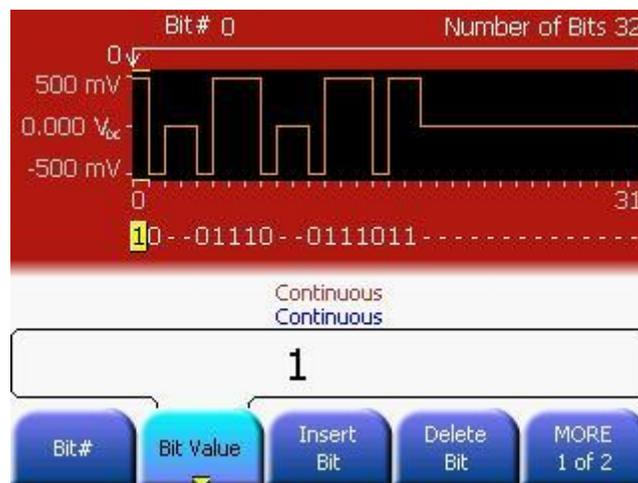 Bit# 0 Number of Bits 32
0
500 mV
0.000 VDC
-500 mV
0 31
10--01110--0111011--------------
Continuous
Continuous
1
Bit#
Bit Value
Insert
Bit
Delete
Bit
MORE
1 of 2